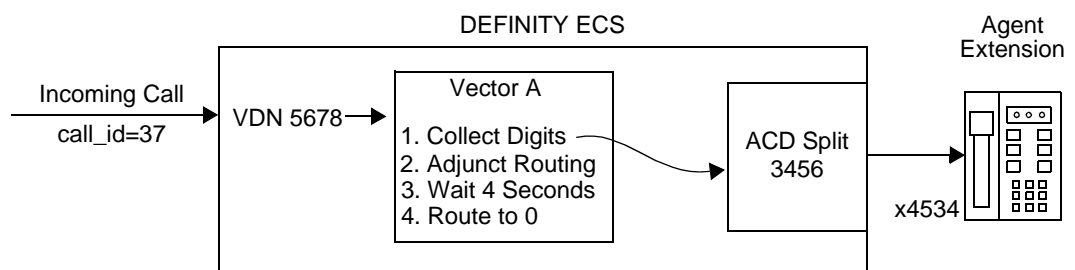 DEFINITY ECS
Agent
Extension
Incoming Call
call_id=37
VDN 5678
Vector A
1. Collect Digits
2. Adjunct Routing
3. Wait 4 Seconds
4. Route to 0
ACD Split
3456
x4534